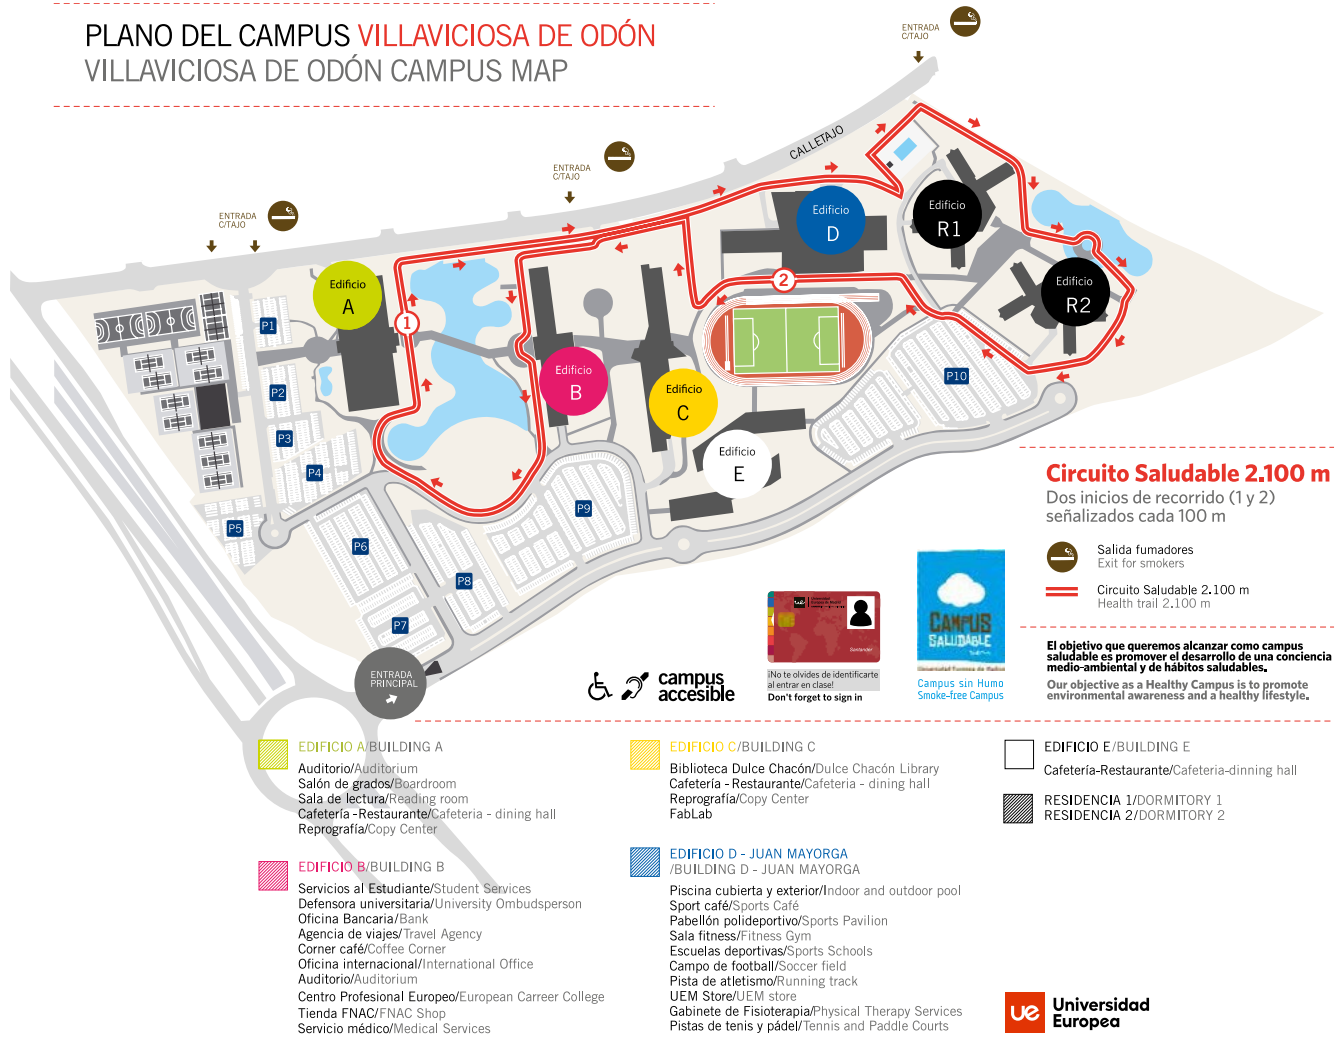 PLANO DEL CAMPUS VILLAVICIOSA DE ODÓN
VILLAVICIOSA DE ODÓN CAMPUS MAP
ENTRADA
C/TAJO
ENTRADA
C/TAJO
ENTRADA
C/TAJO
CALLETAJO
Edificio
A
Edificio
B
Edificio
C
Edificio
D
Edificio
E
Edificio
R1
Edificio
R2
1
2
P1
P2
P3
P4
P5
P6
P7
P8
P9
P10
ENTRADA
PRINCIPAL
Circuito Saludable 2.100 m
Dos inicios de recorrido (1 y 2)
señalizados cada 100 m
Salida fumadores
Exit for smokers
Circuito Saludable 2.100 m
Health trail 2.100 m
El objetivo que queremos alcanzar como campus
saludable es promover el desarrollo de una conciencia
medio-ambiental y de hábitos saludables.
Our objective as a Healthy Campus is to promote
environmental awareness and a healthy lifestyle.
campus
accesible
Santander
¡No te olvides de identificarte
al entrar en clase!
Don't forget to sign in
CAMPUS
SALUDABLE
Universidad Europea de Madrid
Campus sin Humo
Smoke-free Campus
EDIFICIO A/BUILDING A
Auditorio/Auditorium
Salón de grados/Boardroom
Sala de lectura/Reading room
Cafetería -Restaurante/Cafeteria - dining hall
Reprografía/Copy Center
EDIFICIO B/BUILDING B
Servicios al Estudiante/Student Services
Defensora universitaria/University Ombudsperson
Oficina Bancaria/Bank
Agencia de viajes/Travel Agency
Corner café/Coffee Corner
Oficina internacional/International Office
Auditorio/Auditorium
Centro Profesional Europeo/European Carreer College
Tienda FNAC/FNAC Shop
Servicio médico/Medical Services
EDIFICIO C/BUILDING C
Biblioteca Dulce Chacón/Dulce Chacón Library
Cafetería - Restaurante/Cafeteria - dining hall
Reprografía/Copy Center
FabLab
EDIFICIO D - JUAN MAYORGA
/BUILDING D - JUAN MAYORGA
Piscina cubierta y exterior/Indoor and outdoor pool
Sport café/Sports Café
Pabellón polideportivo/Sports Pavilion
Sala fitness/Fitness Gym
Escuelas deportivas/Sports Schools
Campo de football/Soccer field
Pista de atletismo/Running track
UEM Store/UEM store
Gabinete de Fisioterapia/Physical Therapy Services
Pistas de tenis y pádel/Tennis and Paddle Courts
EDIFICIO E/BUILDING E
Cafetería-Restaurante/Cafeteria-dinning hall
RESIDENCIA 1/DORMITORY 1
RESIDENCIA 2/DORMITORY 2
ue Universidad
Europea